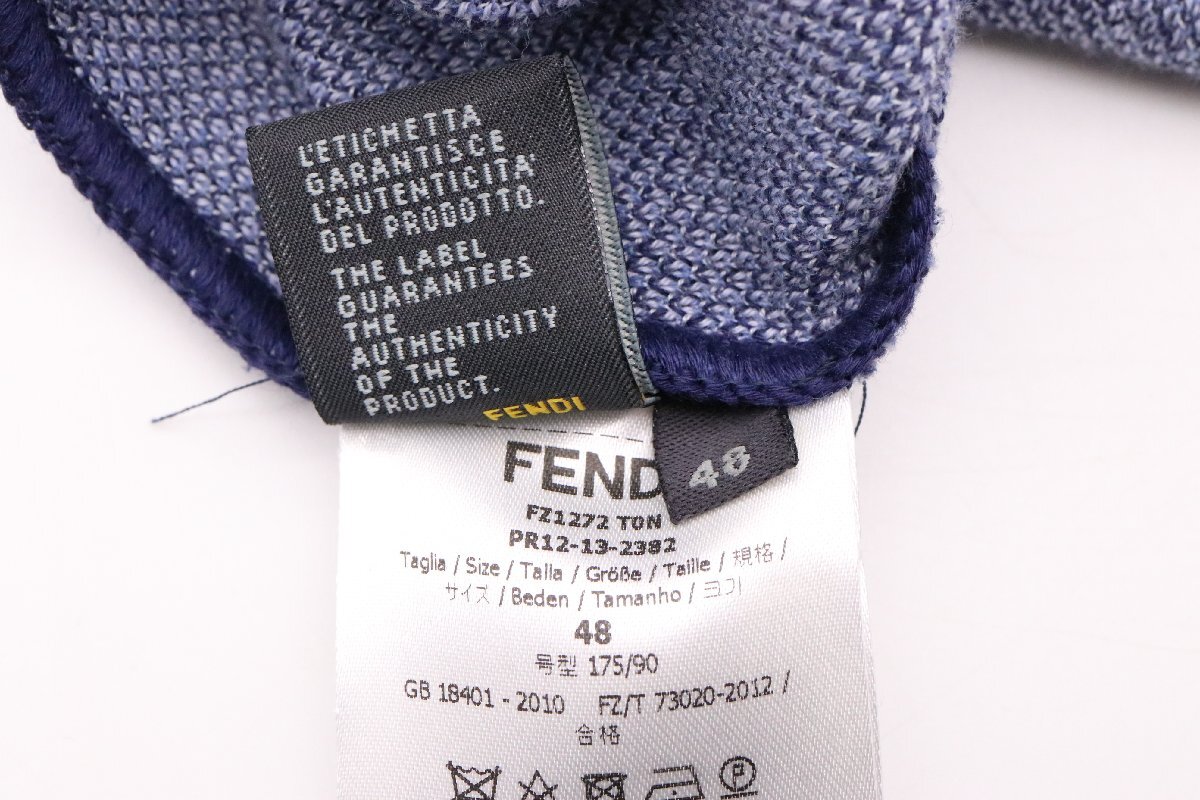 L'ETICHETTA
GARANTISCE
L'AUTENTICITA'
DEL PRODOTTO.
THE LABEL
GUARANTEES
THE
AUTHENTICITY
OF THE
PRODUCT.
FENDI
48
FEND
FZ1272 TON
PR12-13-2382
Taglia / Size / Talla / Größe / Taille / 規格 /
サイズ / Beden / Tamanho / 크기
48
号型 175/90
GB 18401 - 2010 FZ/T 73020-2012 /
合格
P